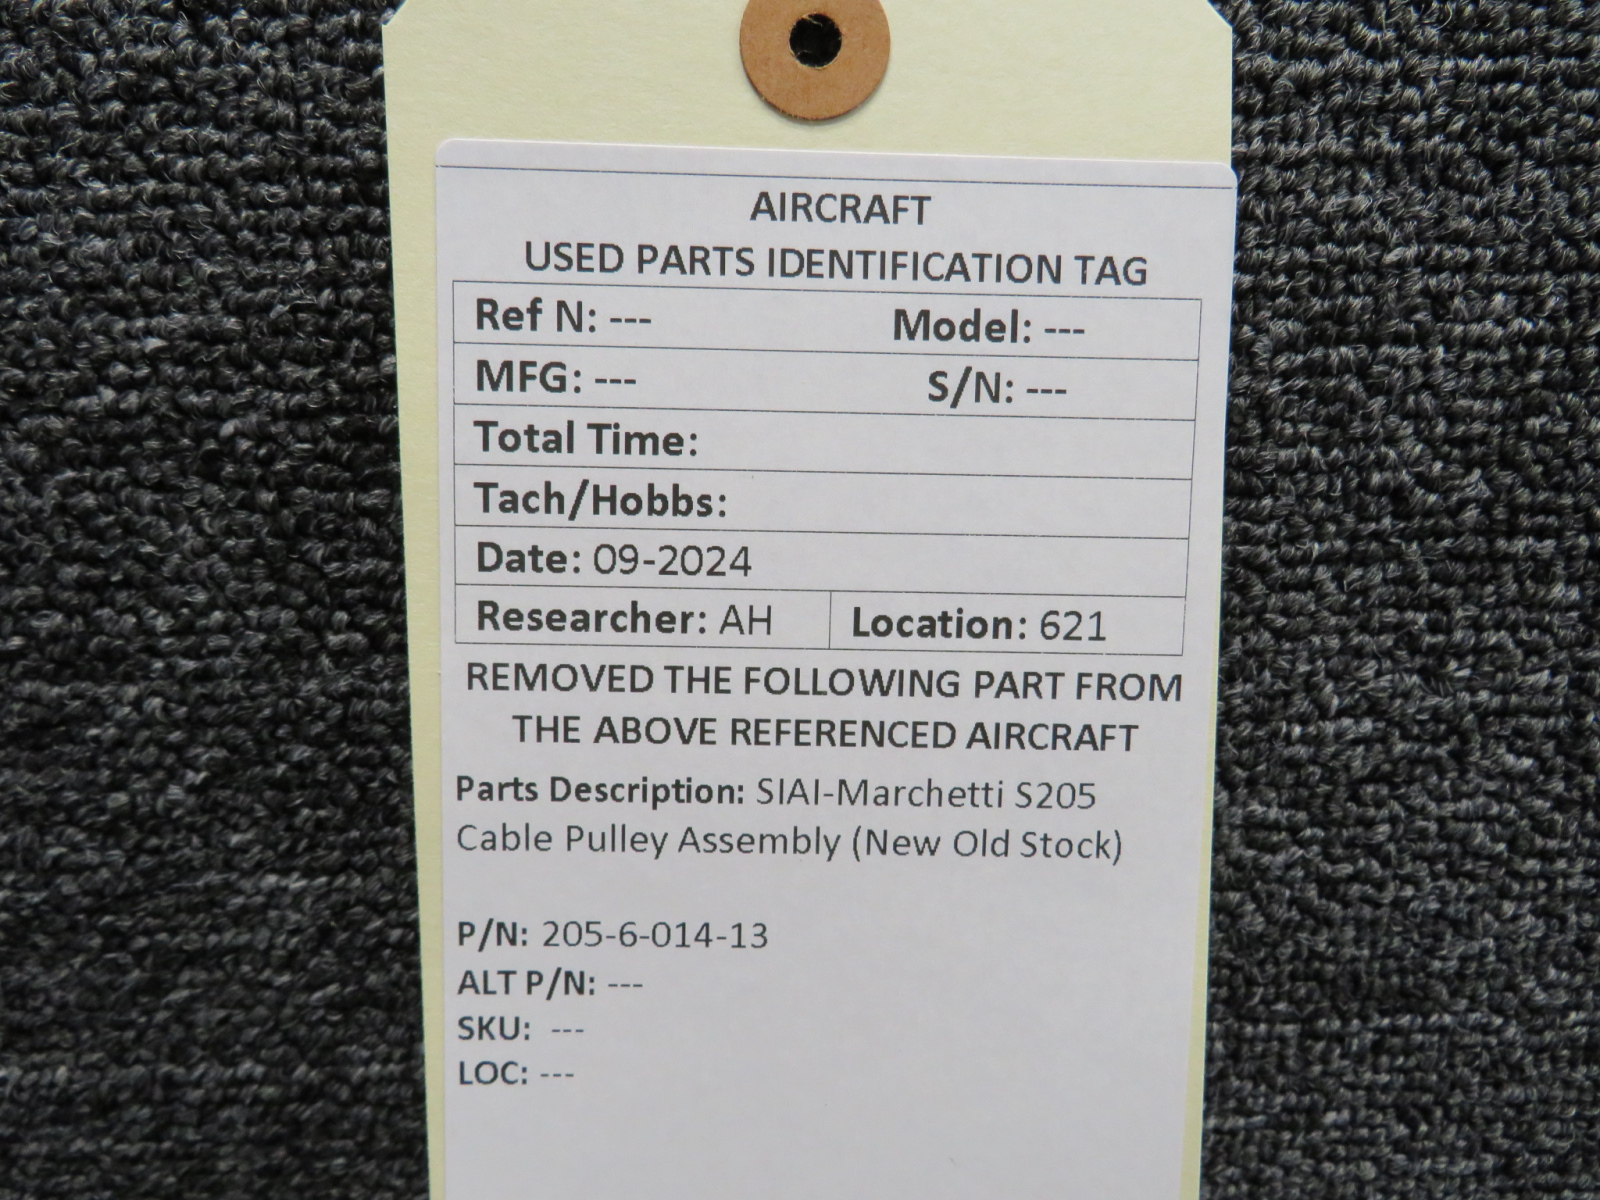 AIRCRAFT
USED PARTS IDENTIFICATION TAG
Ref N: --- Model: ---
MFG: --- S/N: ---
Total Time:
Tach/Hobbs:
Date: 09-2024
Researcher: AH Location: 621
REMOVED THE FOLLOWING PART FROM
THE ABOVE REFERENCED AIRCRAFT
Parts Description: SIAI-Marchetti S205
Cable Pulley Assembly (New Old Stock)
P/N: 205-6-014-13
ALT P/N: ---
SKU: ---
LOC: ---